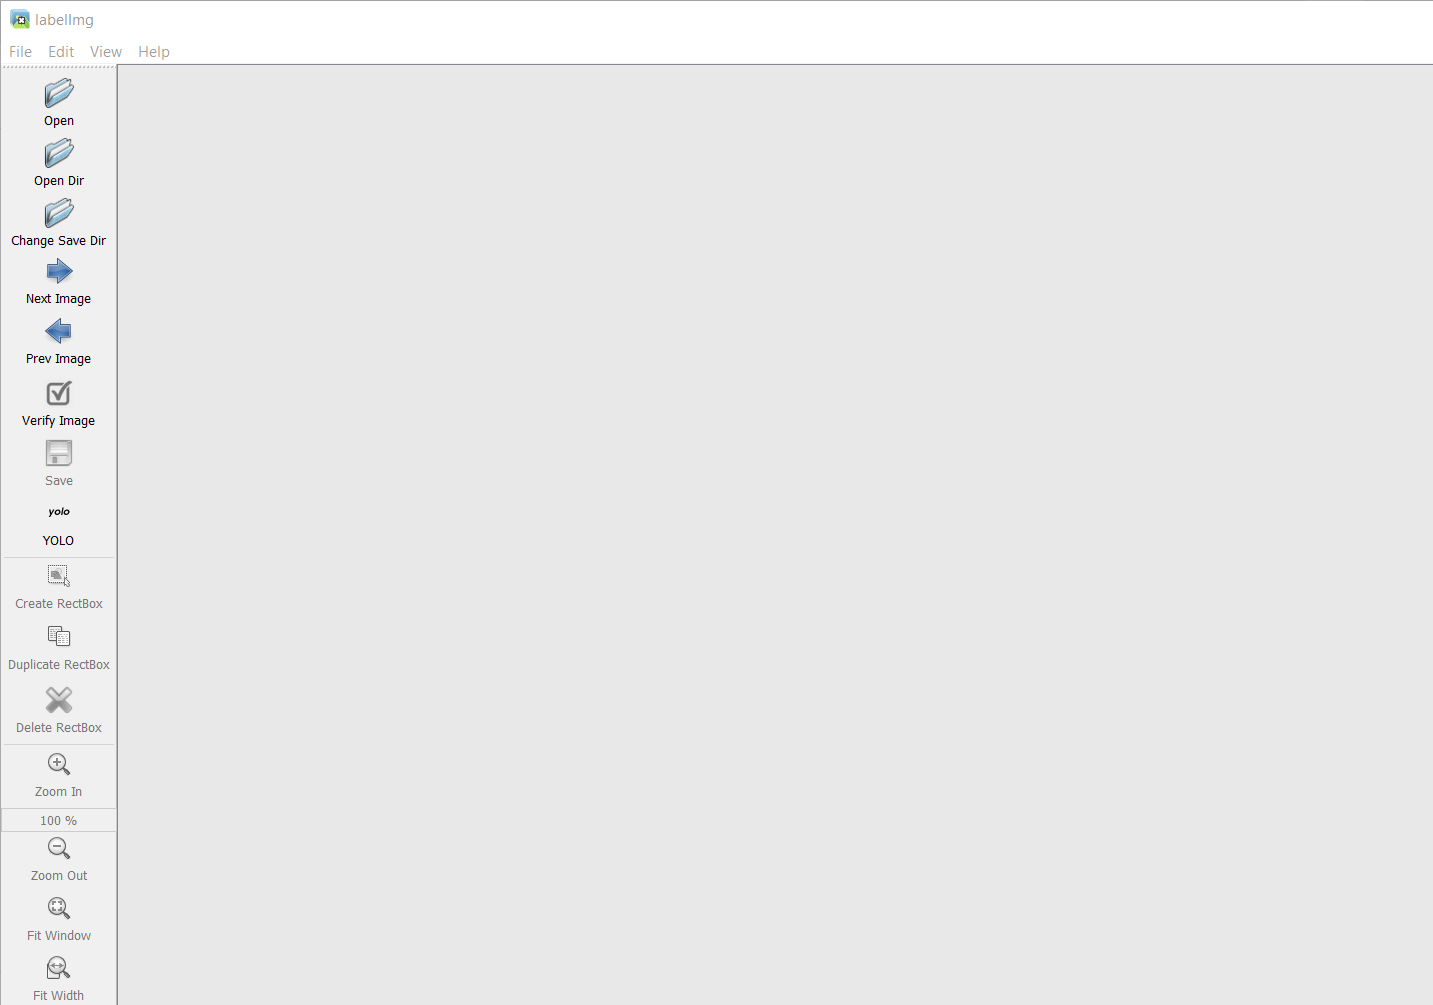 labelImg
File Edit View Help
Open
Open Dir
Change Save Dir
Next Image
Prev Image
Verify Image
Save
yolo
YOLO
Create RectBox
Duplicate RectBox
Delete RectBox
Zoom In
100 %
Zoom Out
Fit Window
Fit Width